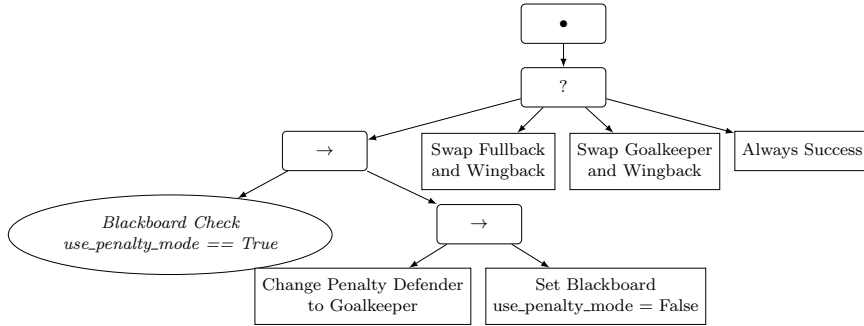 •
?
→
Swap Fullback
and Wingback
Swap Goalkeeper
and Wingback
Always Success
Blackboard Check
use_penalty_mode == True
→
Change Penalty Defender
to Goalkeeper
Set Blackboard
use_penalty_mode = False